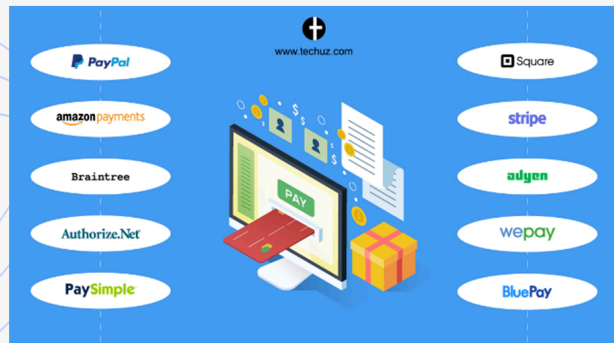 www.techuz.com
PayPal
amazon payments
Braintree
Authorize.Net
PaySimple
PAY
Square
stripe
adyen
wepay
BluePay